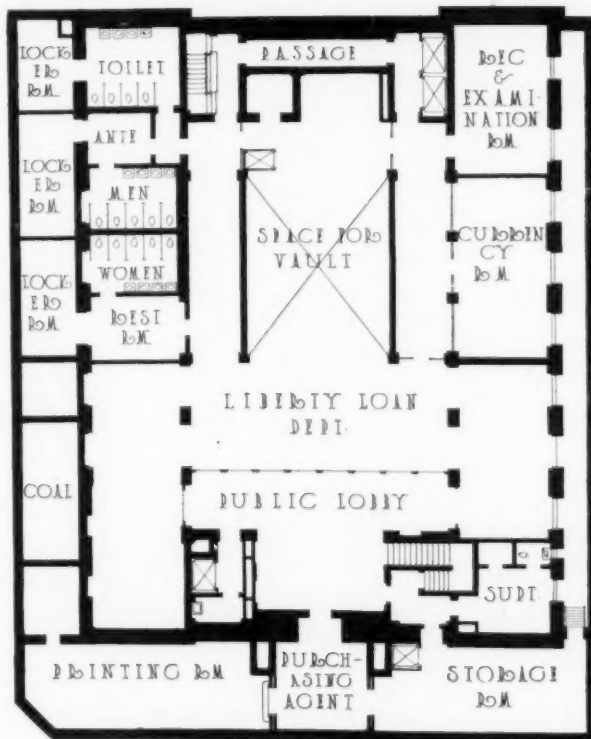 PASSAGE
LOCK
ER
RM.
TOILET
REC
&
EXAMI-
NATION
RM.
ANTE
LOCK
ER
RM.
MEN
SPACE FOR
VAULT
CURREN
CY
RM.
WOMEN
LOCK
ER
RM.
REST
RM.
LIBERTY LOAN
DEPT.
COAL
PUBLIC LOBBY
SUPT.
PRINTING RM.
PURCH-
ASING
AGENT
STORAGE
RM.